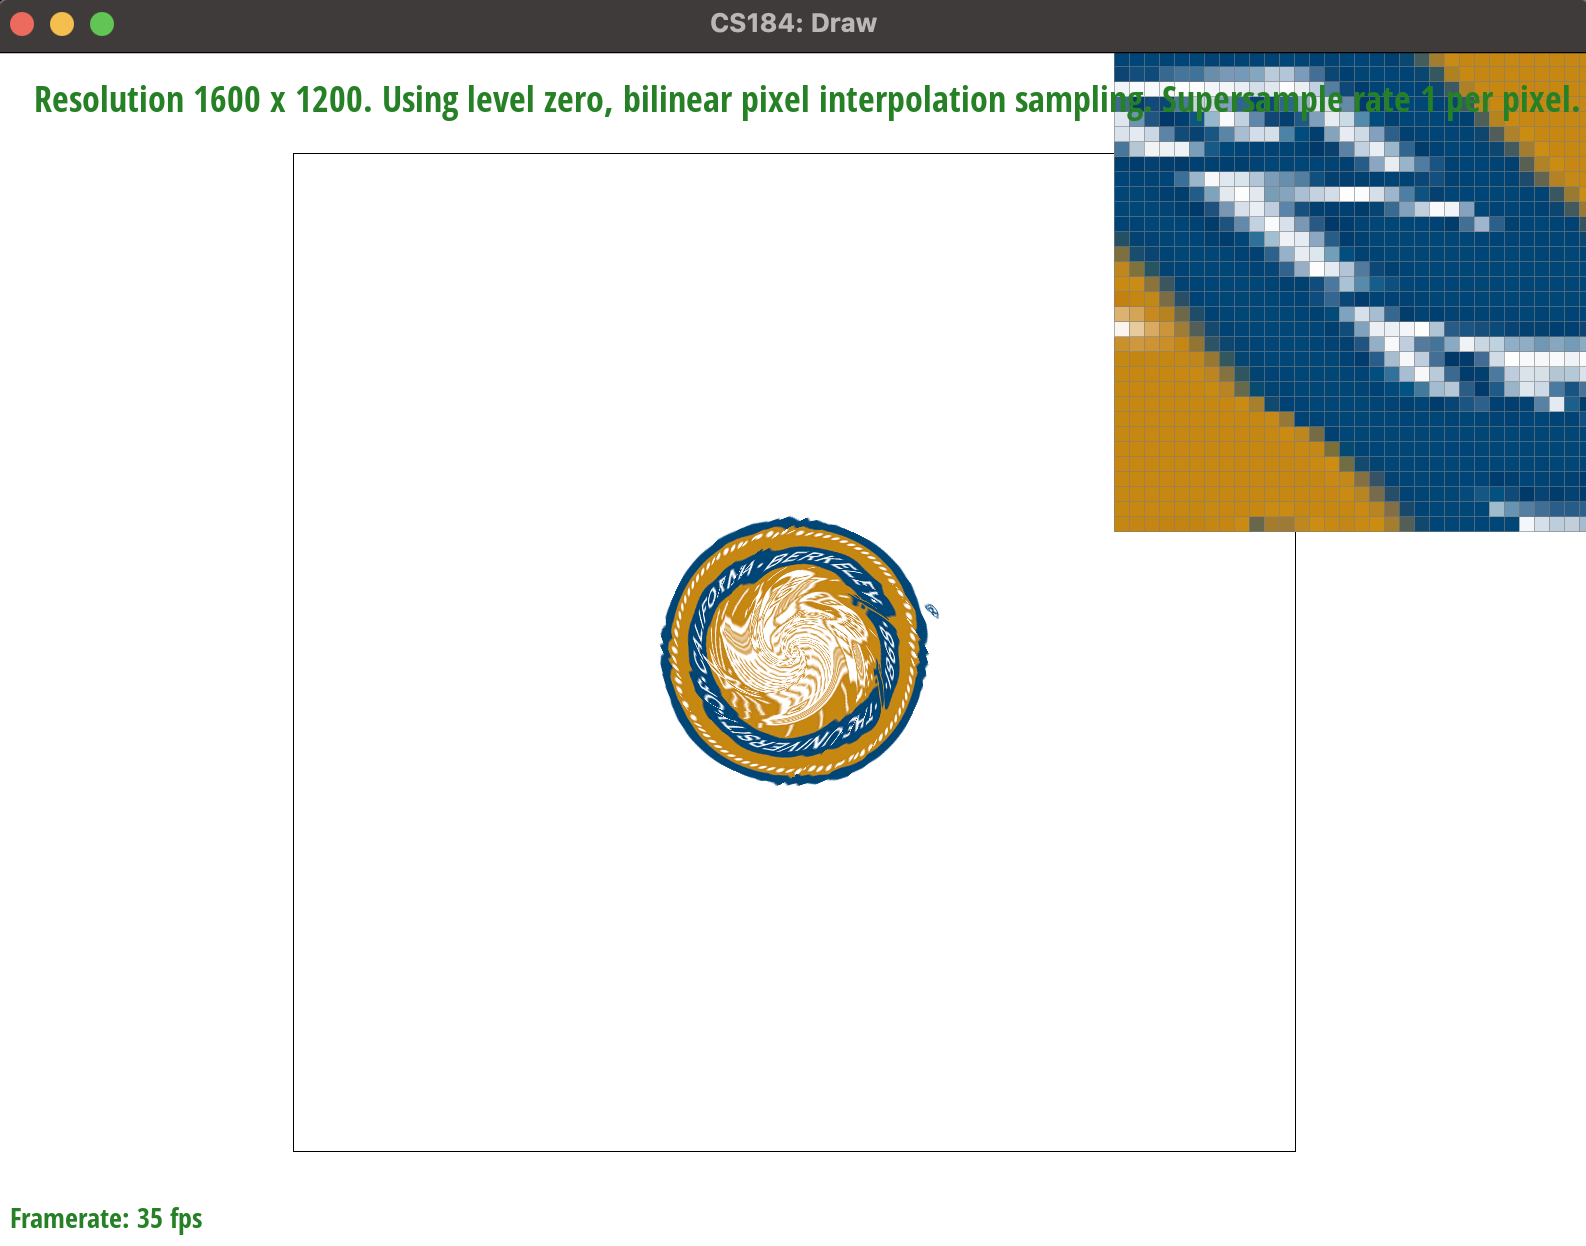 CS184: Draw
Resolution 1600 x 1200. Using level zero, bilinear pixel interpolation sampling. Supersample rate 1 per pixel.
CALIFORNIA · BERKELEY
·1868·
THE UNIVERSITY OF
®
Framerate: 35 fps